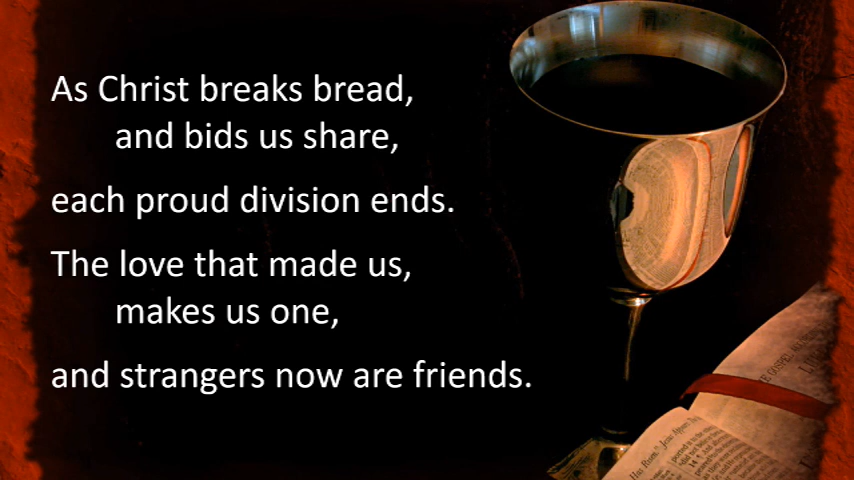 As Christ breaks bread,
and bids us share,
each proud division ends.
The love that made us,
makes us one,
and strangers now are friends.